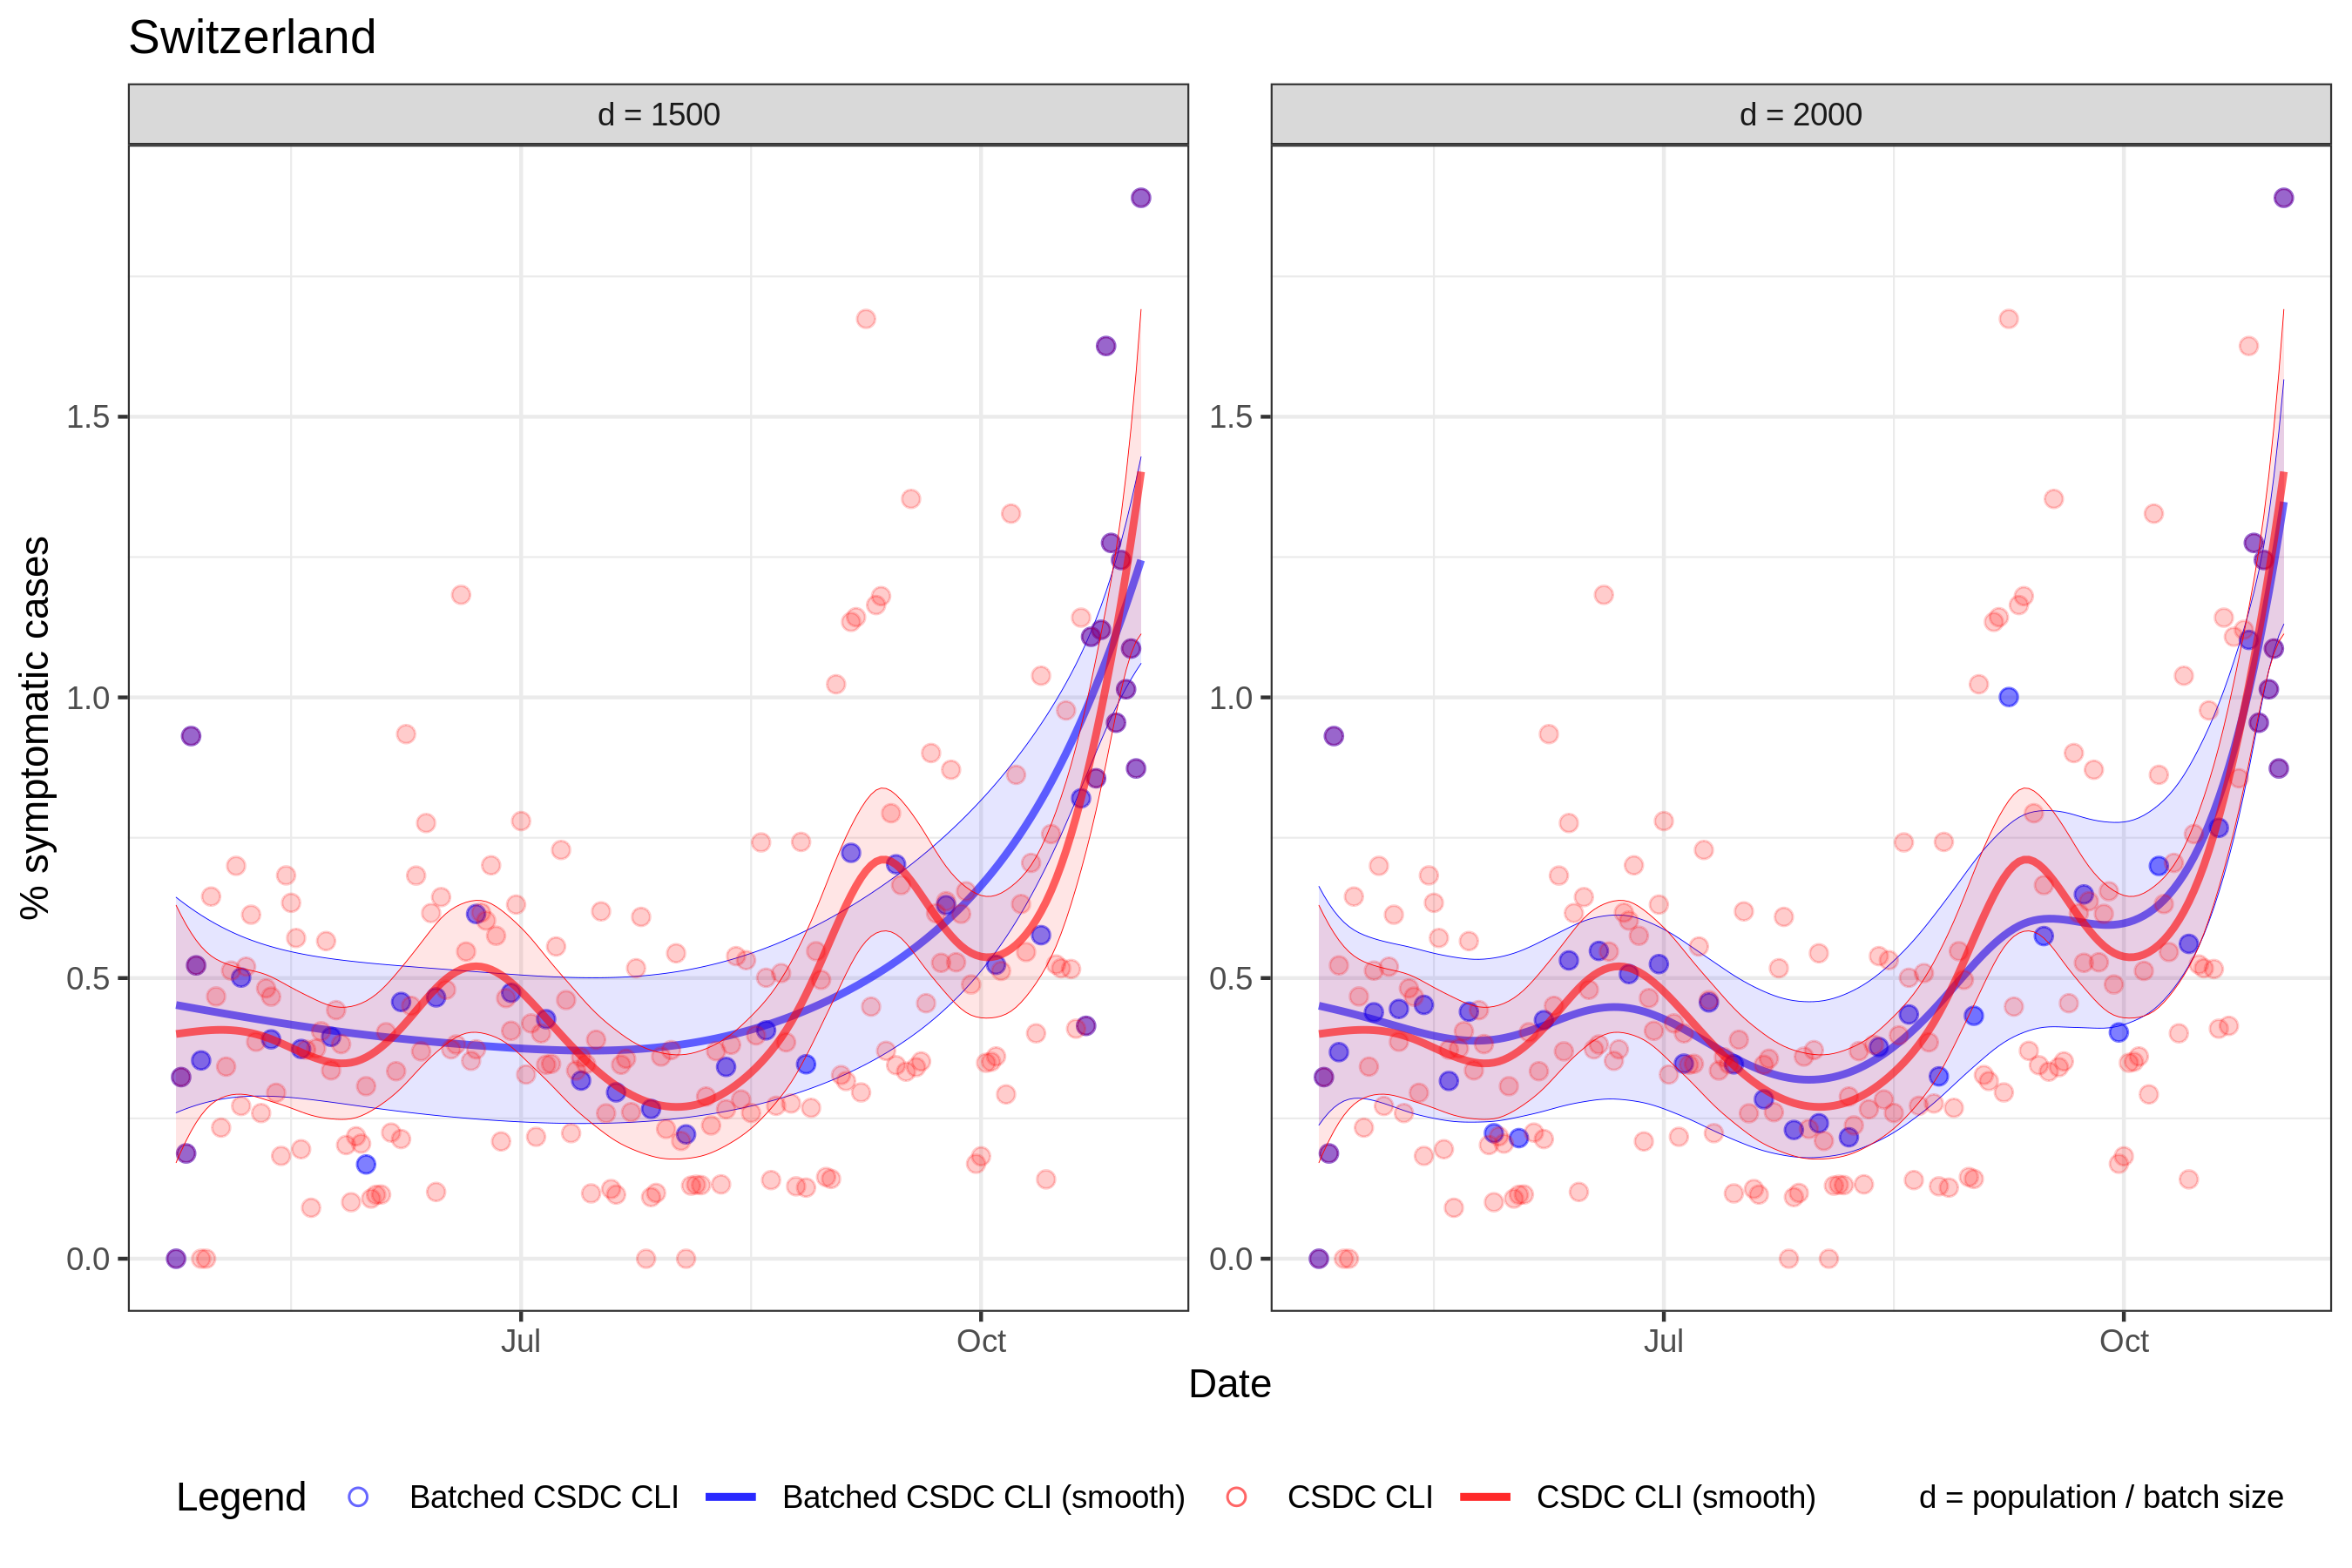 Switzerland
d = 1500
d = 2000
% symptomatic cases
1.5
1.0
0.5
0.0
1.5
1.0
0.5
0.0
Jul
Oct
Jul
Oct
Date
Legend
Batched CSDC CLI
Batched CSDC CLI (smooth)
CSDC CLI
CSDC CLI (smooth)
d = population / batch size